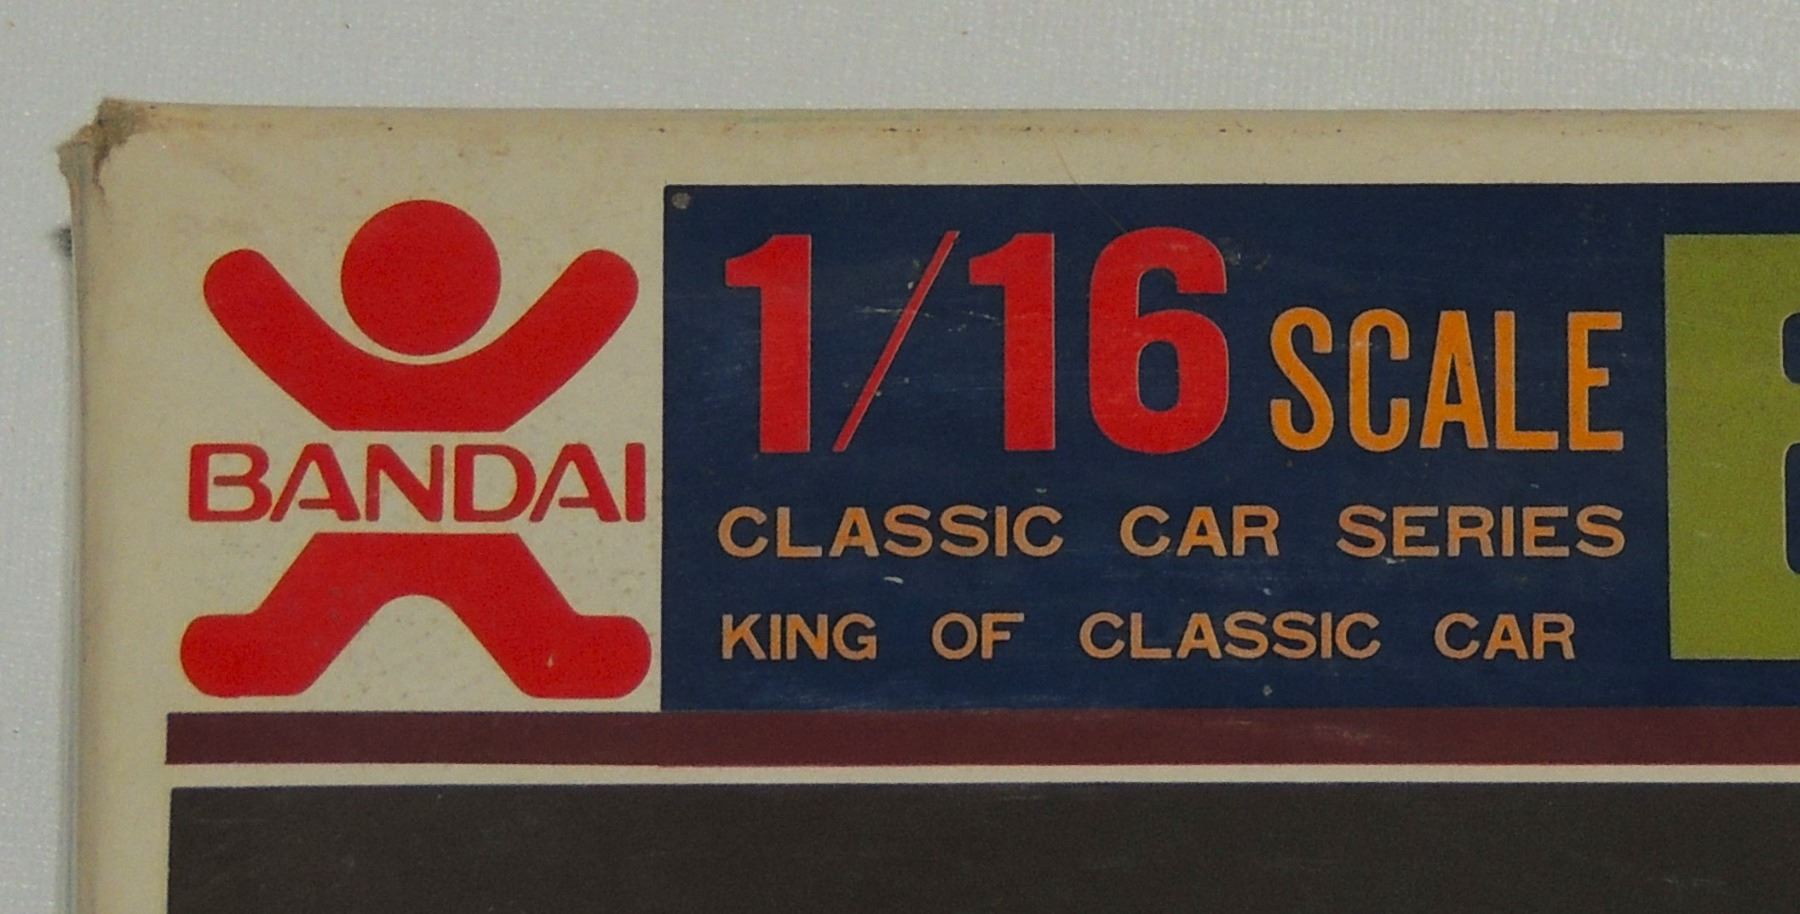 BANDAI
1/16 SCALE
CLASSIC CAR SERIES
KING OF CLASSIC CAR